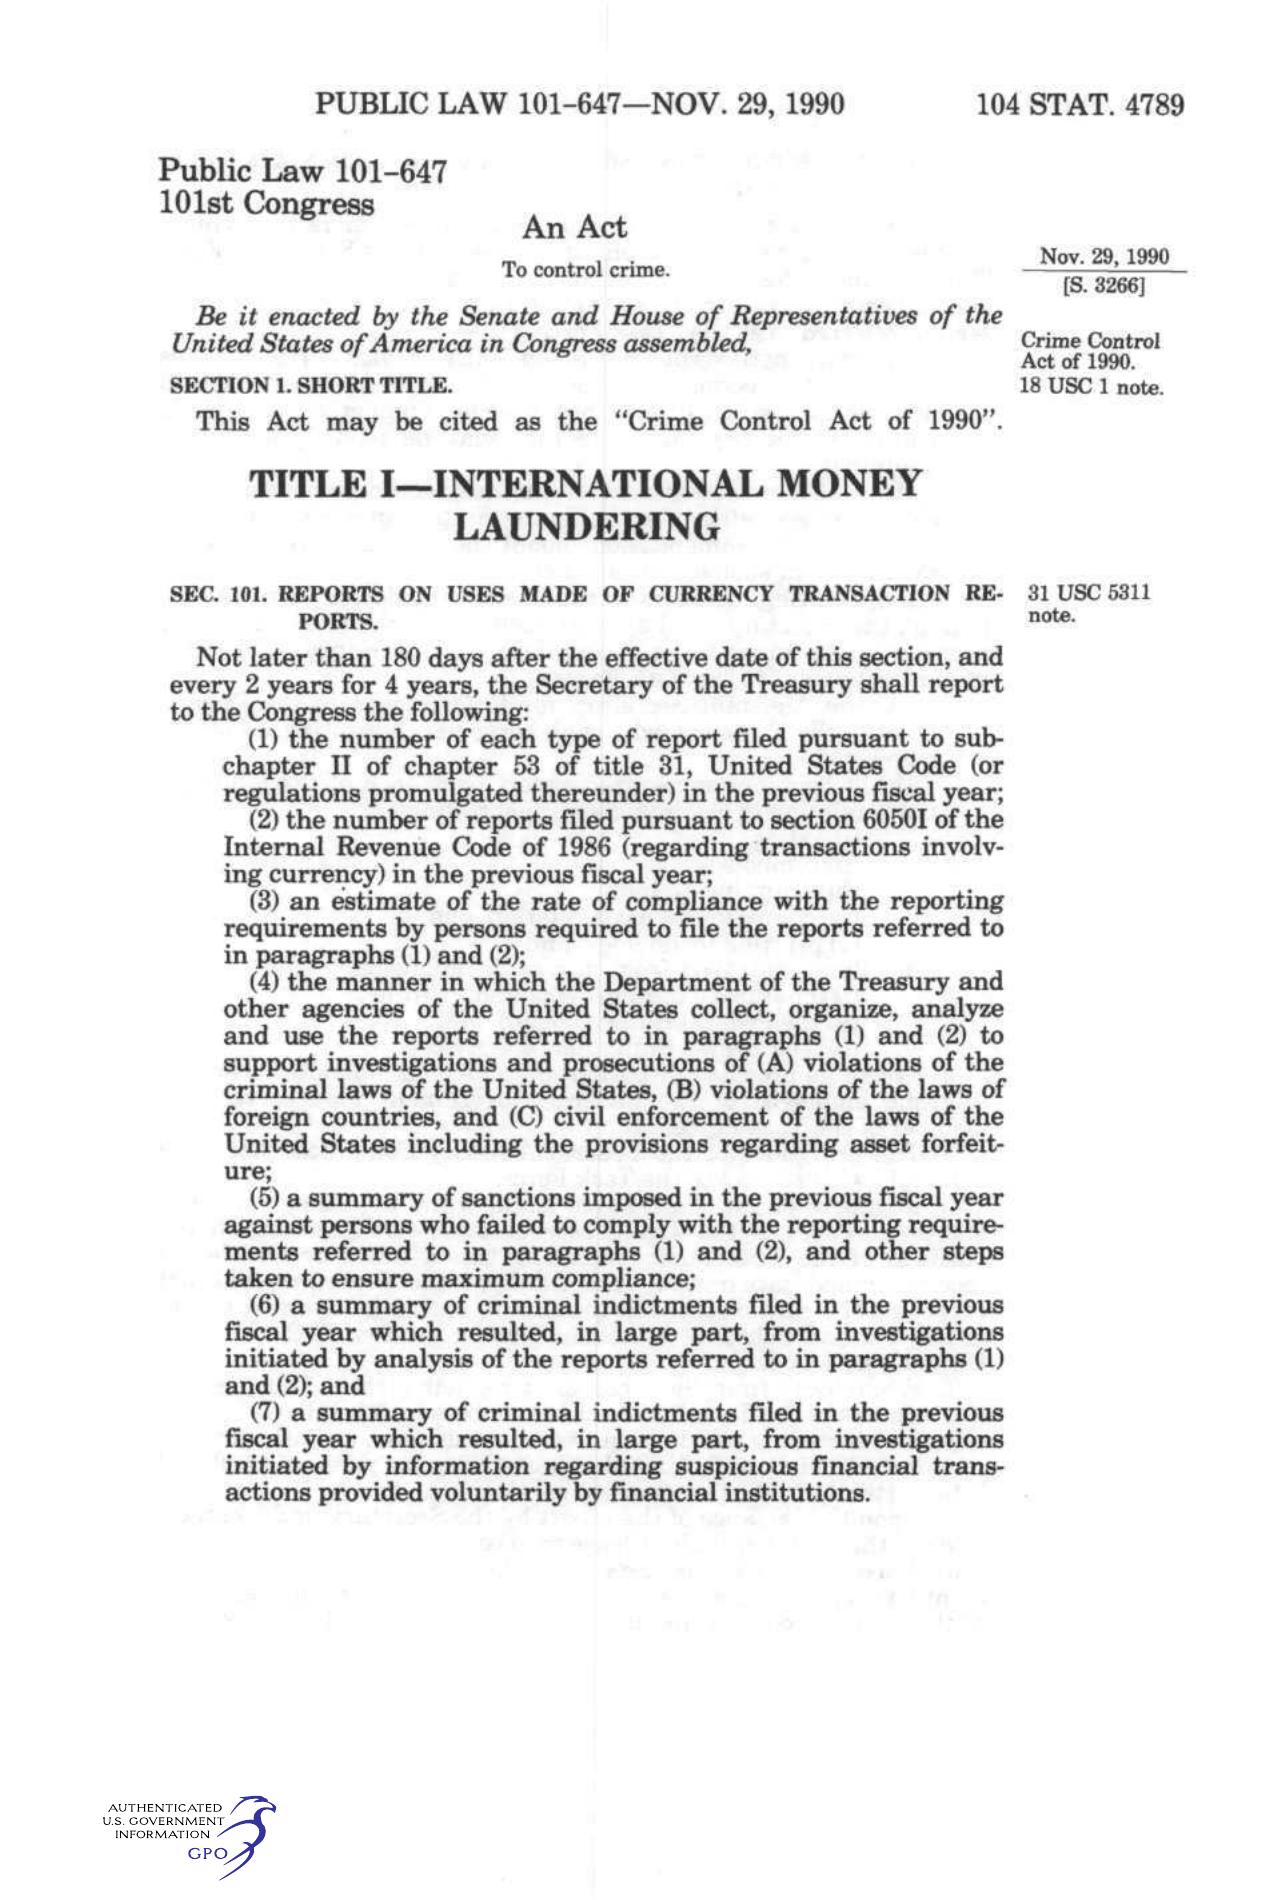 PUBLIC LAW 101–647—NOV. 29, 1990 104 STAT. 4789
Public Law 101–647
101st Congress
An Act
To control crime.
Nov. 29, 1990
[S. 3266]
Be it enacted by the Senate and House of Representatives of the
United States of America in Congress assembled,
Crime Control
Act of 1990.
18 USC 1 note.
SECTION 1. SHORT TITLE.
This Act may be cited as the “Crime Control Act of 1990”.
TITLE I—INTERNATIONAL MONEY
LAUNDERING
SEC. 101. REPORTS ON USES MADE OF CURRENCY TRANSACTION RE-
PORTS.
31 USC 5311
note.
Not later than 180 days after the effective date of this section, and
every 2 years for 4 years, the Secretary of the Treasury shall report
to the Congress the following:
(1) the number of each type of report filed pursuant to sub-
chapter II of chapter 53 of title 31, United States Code (or
regulations promulgated thereunder) in the previous fiscal year;
(2) the number of reports filed pursuant to section 6050I of the
Internal Revenue Code of 1986 (regarding transactions involv-
ing currency) in the previous fiscal year;
(3) an estimate of the rate of compliance with the reporting
requirements by persons required to file the reports referred to
in paragraphs (1) and (2);
(4) the manner in which the Department of the Treasury and
other agencies of the United States collect, organize, analyze
and use the reports referred to in paragraphs (1) and (2) to
support investigations and prosecutions of (A) violations of the
criminal laws of the United States, (B) violations of the laws of
foreign countries, and (C) civil enforcement of the laws of the
United States including the provisions regarding asset forfeit-
ure;
(5) a summary of sanctions imposed in the previous fiscal year
against persons who failed to comply with the reporting require-
ments referred to in paragraphs (1) and (2), and other steps
taken to ensure maximum compliance;
(6) a summary of criminal indictments filed in the previous
fiscal year which resulted, in large part, from investigations
initiated by analysis of the reports referred to in paragraphs (1)
and (2); and
(7) a summary of criminal indictments filed in the previous
fiscal year which resulted, in large part, from investigations
initiated by information regarding suspicious financial trans-
actions provided voluntarily by financial institutions.
AUTHENTICATED
U.S. GOVERNMENT
INFORMATION
GPO